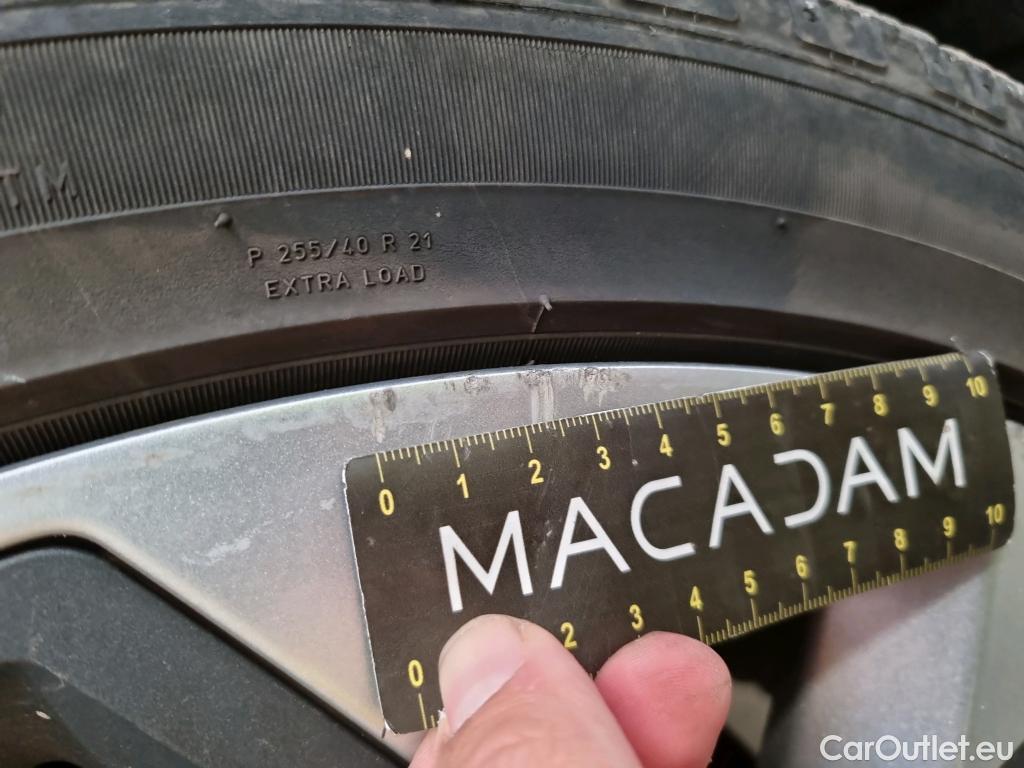 T.M.
P 255/40 R 21
EXTRA LOAD
0 1 2 3 4 5 6 7 8 9 10
MACADAM
0 2 3 4 5 6 7 8 9 10
CarOutlet.eu